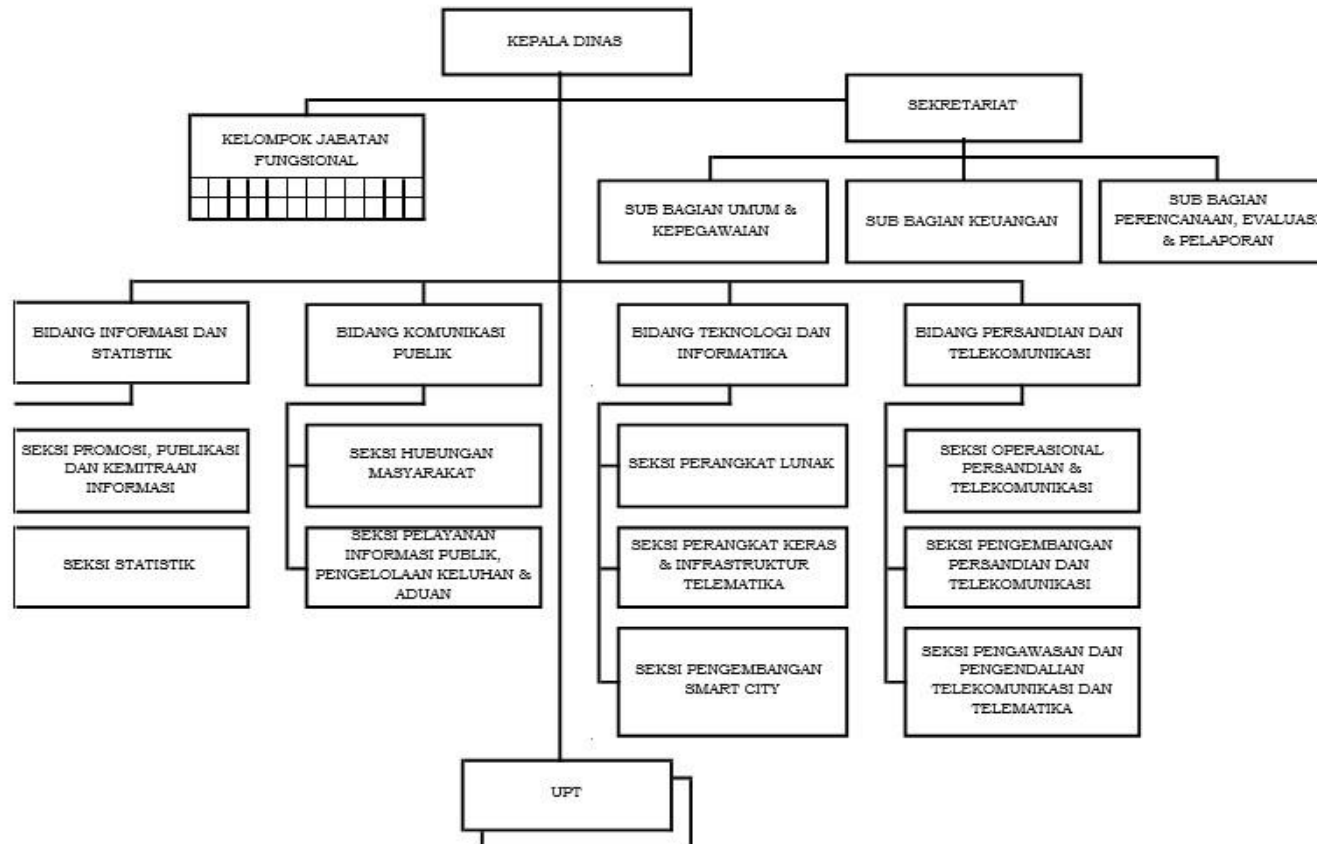 KEPALA DINAS
SEKRETARIAT
KELOMPOK JABATAN
FUNGSIONAL
SUB BAGIAN UMUM &
KEPEGAWAIAN
SUB BAGIAN KEUANGAN
SUB BAGIAN
PERENCANAAN, EVALUASI
& PELAPORAN
BIDANG INFORMASI DAN
STATISTIK
BIDANG KOMUNIKASI
PUBLIK
BIDANG TEKNOLOGI DAN
INFORMATIKA
BIDANG PERSANDIAN DAN
TELEKOMUNIKASI
SEKSI PROMOSI, PUBLIKASI
DAN KEMITRAAN
INFORMASI
SEKSI HUBUNGAN
MASYARAKAT
SEKSI PERANGKAT LUNAK
SEKSI OPERASIONAL
PERSANDIAN &
TELEKOMUNIKASI
SEKSI STATISTIK
SEKSI PELAYANAN
INFORMASI PUBLIK,
PENGELOLAAN KELUHAN &
ADUAN
SEKSI PERANGKAT KERAS
& INFRASTRUKTUR
TELEMATIKA
SEKSI PENGEMBANGAN
PERSANDIAN DAN
TELEKOMUNIKASI
SEKSI PENGEMBANGAN
SMART CITY
SEKSI PENGAWASAN DAN
PENGENDALIAN
TELEKOMUNIKASI DAN
TELEMATIKA
UPT